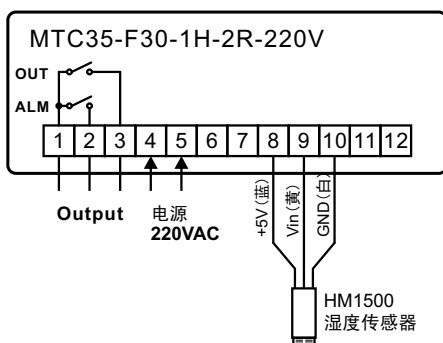 MTC35-F30-1H-2R-220V
OUT
ALM
1 2 3 4 5 6 7 8 9 10 11 12
Output
电源
220VAC
+5V(蓝)
Vin(黄)
GND(白)
HM1500
湿度传感器